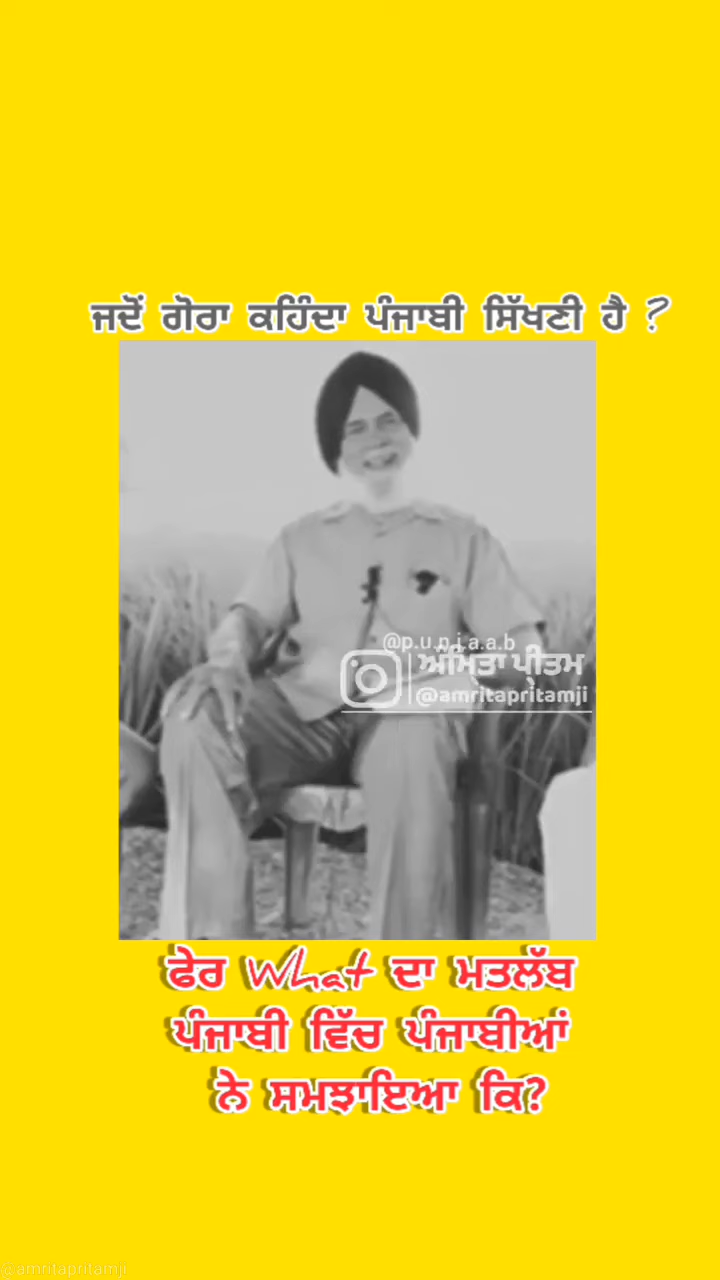 ਜਦੋਂ ਗੋਰਾ ਕਹਿੰਦਾ ਪੰਜਾਬੀ ਸਿੱਖਣੀ ਹੈ ?
@p.u.n.j.a.a.b
ਅੰਮ੍ਰਿਤਾ ਪ੍ਰੀਤਮ
@amritapritamji
ਫੇਰ What ਦਾ ਮਤਲੱਬ
ਪੰਜਾਬੀ ਵਿੱਚ ਪੰਜਾਬੀਆਂ
ਨੇ ਸਮਝਾਇਆ ਕਿ?
@amritapritamji